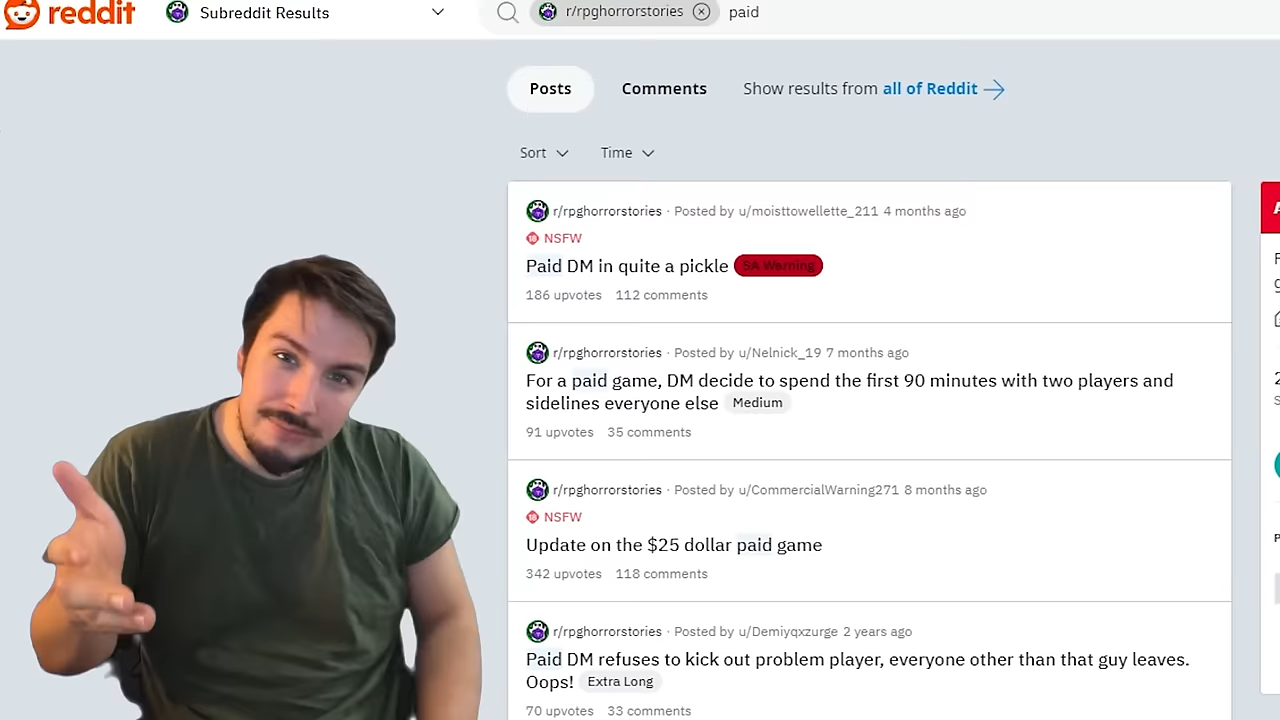 reddit
Subreddit Results
r/rpghorrorstories
paid
Posts
Comments
Show results from all of Reddit
Sort
Time
r/rpghorrorstories · Posted by u/moisttowellette_211 4 months ago
18 NSFW
Paid DM in quite a pickle SA Warning
186 upvotes 112 comments
r/rpghorrorstories · Posted by u/Nelnick_19 7 months ago
For a paid game, DM decide to spend the first 90 minutes with two players and
sidelines everyone else Medium
91 upvotes 35 comments
r/rpghorrorstories · Posted by u/CommercialWarning271 8 months ago
18 NSFW
Update on the $25 dollar paid game
342 upvotes 118 comments
r/rpghorrorstories · Posted by u/Demiyqxzurge 2 years ago
Paid DM refuses to kick out problem player, everyone other than that guy leaves.
Oops! Extra Long
70 upvotes 33 comments